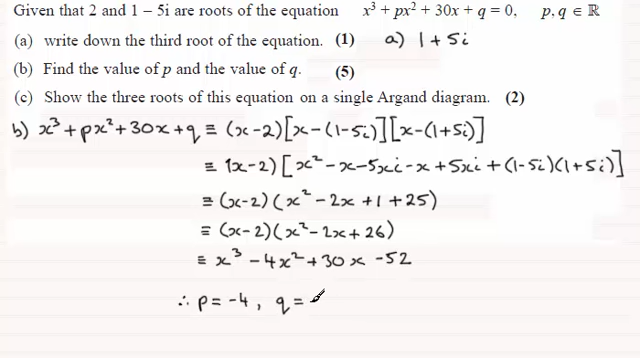 Given that 2 and 1 – 5i are roots of the equation x³ + px² + 30x + q = 0, p, q ∈ ℝ
(a) write down the third root of the equation. (1) a) 1 + 5i
(b) Find the value of p and the value of q. (5)
(c) Show the three roots of this equation on a single Argand diagram. (2)
b) x³ + px² + 30x + q ≡ (x-2)[x-(1-5i)][x-(1+5i)]
≡ (x-2)[x² - x - 5xi - x + 5xi + (1-5i)(1+5i)]
≡ (x-2)(x² - 2x + 1 + 25)
≡ (x-2)(x² - 2x + 26)
≡ x³ - 4x² + 30x - 52
∴ p = -4, q =